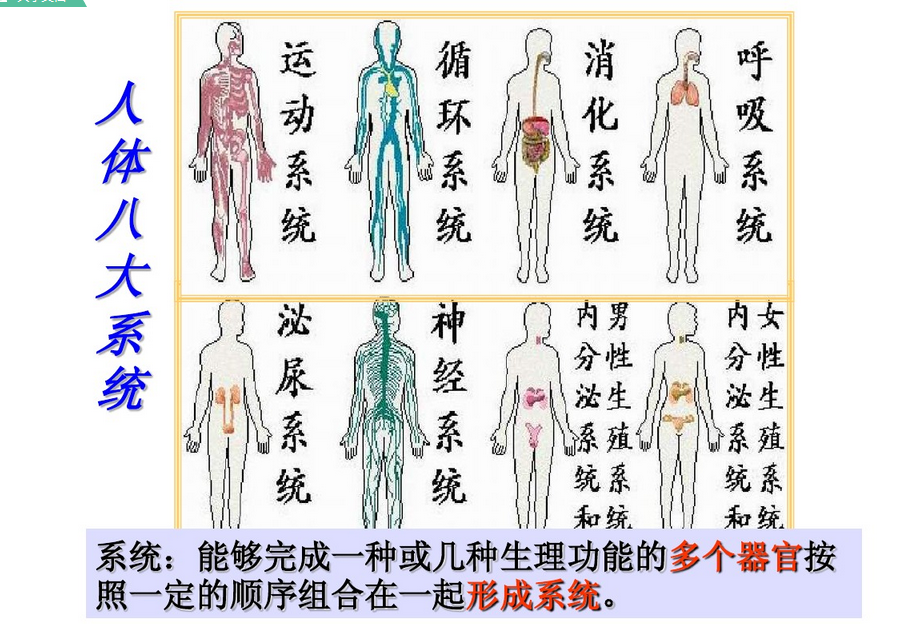 人体八大系统
运动系统
循环系统
消化系统
呼吸系统
泌尿系统
神经系统
男性生殖系统
内分泌系统和
女性生殖系统
内分泌系统和
系统：能够完成一种或几种生理功能的多个器官按
照一定的顺序组合在一起形成系统。